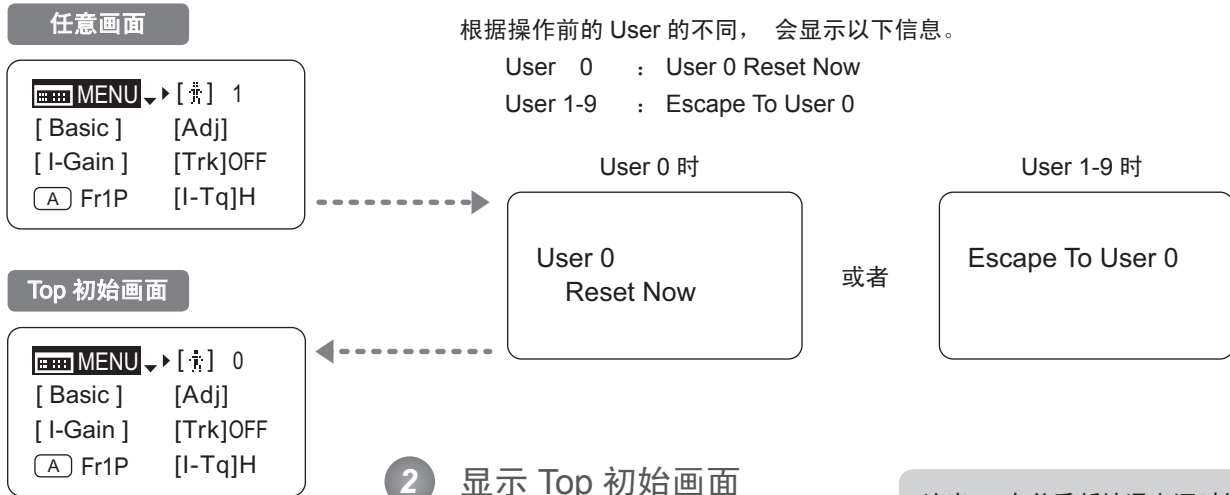 任意画面
MENU [ ] 1
[ Basic ] [Adj]
[ I-Gain ] [Trk]OFF
A Fr1P [I-Tq]H
根据操作前的 User 的不同， 会显示以下信息。
User 0 ： User 0 Reset Now
User 1-9 ： Escape To User 0
User 0 时
User 0
Reset Now
或者
User 1-9 时
Escape To User 0
Top 初始画面
MENU [ ] 0
[ Basic ] [Adj]
[ I-Gain ] [Trk]OFF
A Fr1P [I-Tq]H
2 显示 Top 初始画面